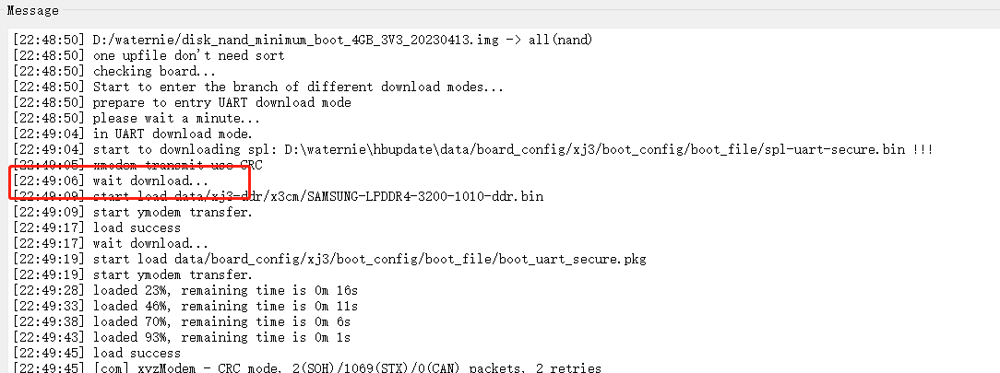 Message
[22:48:50] D:/waternie/disk_nand_minimum_boot_4GB_3V3_20230413.img -> all(nand)
[22:48:50] one upfile don't need sort
[22:48:50] checking board...
[22:48:50] Start to enter the branch of different download modes...
[22:48:50] prepare to entry UART download mode
[22:48:50] please wait a minute...
[22:49:04] in UART download mode.
[22:49:04] start to downloading spl: D:\waternie\hbupdate\data/board_config/xj3/boot_config/boot_file/spl-uart-secure.bin !!!
[22:49:05] xmodem transmit use CRC
[22:49:06] wait download...
[22:49:09] start load data/xj3-ddr/x3cm/SAMSUNG-LPDDR4-3200-1010-ddr.bin
[22:49:09] start ymodem transfer.
[22:49:17] load success
[22:49:17] wait download...
[22:49:19] start load data/board_config/xj3/boot_config/boot_file/boot_uart_secure.pkg
[22:49:19] start ymodem transfer.
[22:49:28] loaded 23%, remaining time is 0m 16s
[22:49:33] loaded 46%, remaining time is 0m 11s
[22:49:38] loaded 70%, remaining time is 0m 6s
[22:49:43] loaded 93%, remaining time is 0m 1s
[22:49:45] load success
[22:49:45] [com] xyzModem - CRC mode, 2(SOH)/1069(STX)/0(CAN) packets, 2 retries